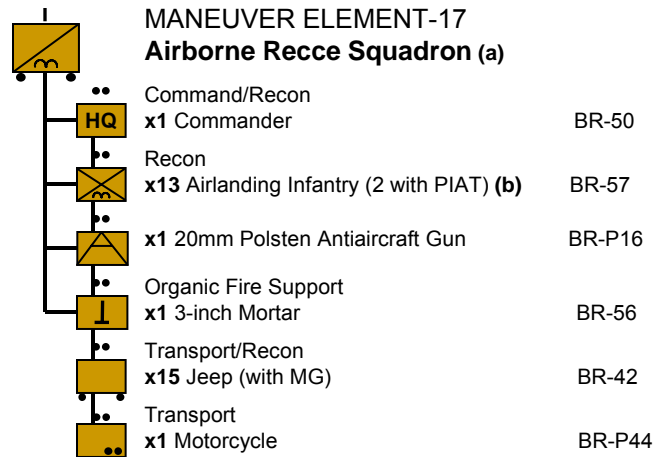 MANEUVER ELEMENT-17
Airborne Recce Squadron (a)
Command/Recon
HQ x1 Commander BR-50
Recon
x13 Airlanding Infantry (2 with PIAT) (b) BR-57
x1 20mm Polsten Antiaircraft Gun BR-P16
Organic Fire Support
x1 3-inch Mortar BR-56
Transport/Recon
x15 Jeep (with MG) BR-42
Transport
x1 Motorcycle BR-P44